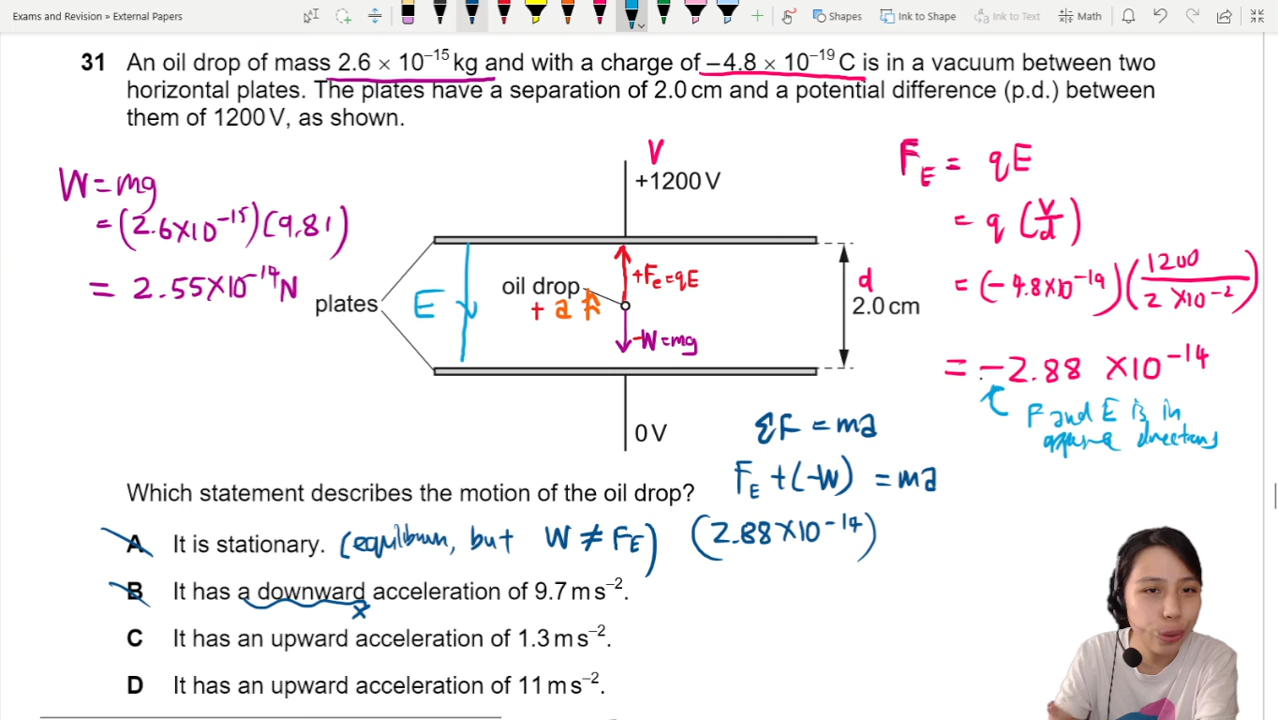 Exams and Revision » External Papers
Shapes
Ink to Shape
Ink to Text
Math
31 An oil drop of mass 2.6 × 10⁻¹⁵ kg and with a charge of −4.8 × 10⁻¹⁹ C is in a vacuum between two
horizontal plates. The plates have a separation of 2.0 cm and a potential difference (p.d.) between
them of 1200 V, as shown.
W = mg
= (2.6×10⁻¹⁵)(9.81)
= 2.55×10⁻¹⁴N
V
+1200 V
plates
E
oil drop
+Fe = qE
+ a
-W=mg
d
2.0 cm
0 V
F_E = qE
= q (V/d)
= (-4.8×10⁻¹⁹)(1200 / 2×10⁻²)
= -2.88 ×10⁻¹⁴
F and E is in
opposite directions
ΣF = ma
F_E + (-W) = ma
(2.88×10⁻¹⁴)
Which statement describes the motion of the oil drop?
A It is stationary. (equilibrium, but W ≠ F_E)
B It has a downward acceleration of 9.7 m s⁻².
x
C It has an upward acceleration of 1.3 m s⁻².
D It has an upward acceleration of 11 m s⁻².